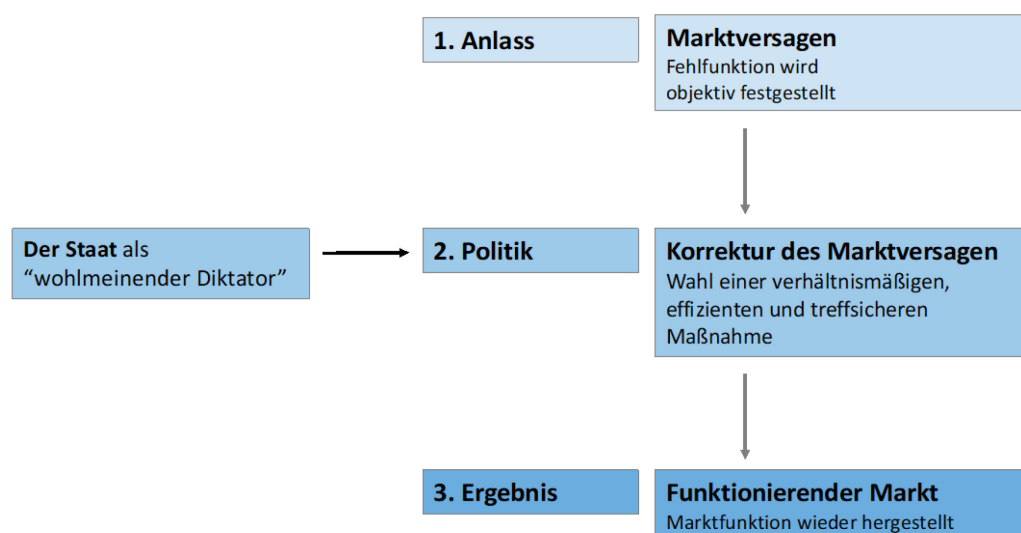 1. Anlass
Marktversagen
Fehlfunktion wird
objektiv festgestellt
Der Staat als
“wohlmeinender Diktator”
2. Politik
Korrektur des Marktversagen
Wahl einer verhältnismäßigen,
effizienten und treffsicheren
Maßnahme
3. Ergebnis
Funktionierender Markt
Marktfunktion wieder hergestellt